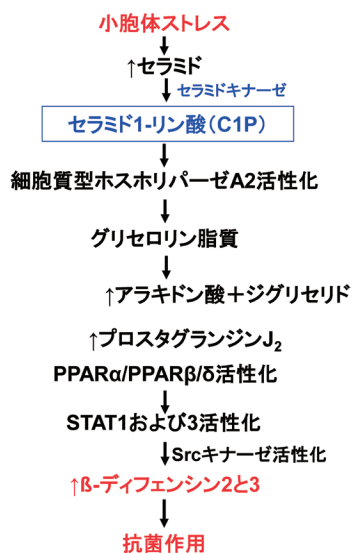 小胞体ストレス
↑セラミド
セラミドキナーゼ
セラミド1-リン酸（C1P）
細胞質型ホスホリパーゼA2活性化
グリセロリン脂質
↑アラキドン酸＋ジグリセリド
↑プロスタグランジンJ₂
PPARα/PPARβ/δ活性化
STAT1および3活性化
Srcキナーゼ活性化
↑ß-ディフェンシン2と3
抗菌作用